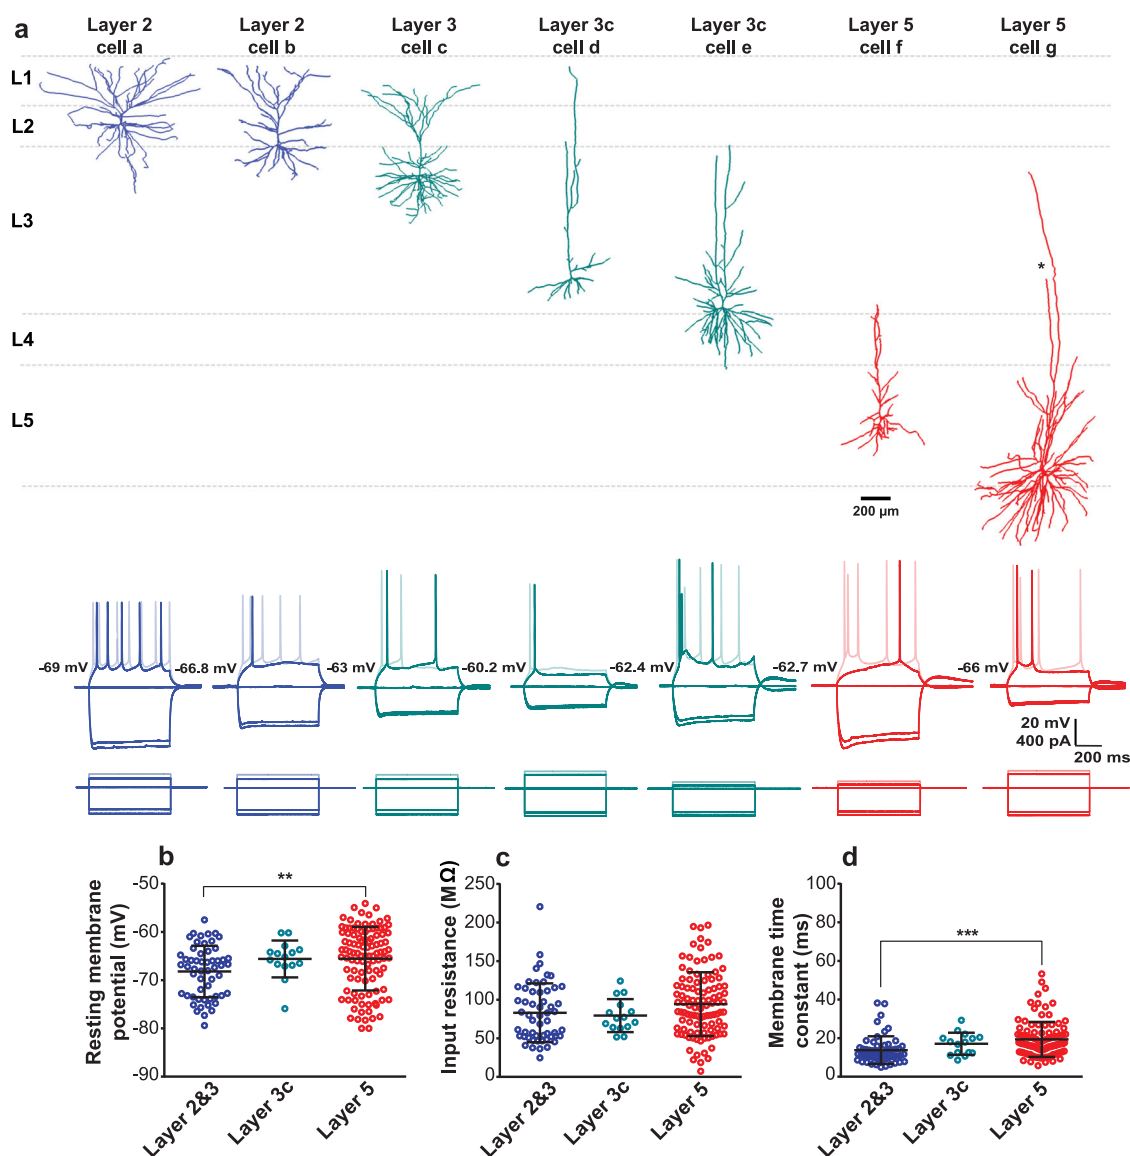 a
Layer 2 cell a
Layer 2 cell b
Layer 3 cell c
Layer 3c cell d
Layer 3c cell e
Layer 5 cell f
Layer 5 cell g
L1
L2
L3
L4
L5
*
200 µm
-69 mV
-66.8 mV
-63 mV
-60.2 mV
-62.4 mV
-62.7 mV
-66 mV
20 mV
400 pA
200 ms
b
Resting membrane potential (mV)
-50
-60
-70
-80
-90
**
Layer 2&3
Layer 3c
Layer 5
c
Input resistance (MΩ)
250
200
150
100
50
0
Layer 2&3
Layer 3c
Layer 5
d
Membrane time constant (ms)
100
80
60
40
20
0
***
Layer 2&3
Layer 3c
Layer 5